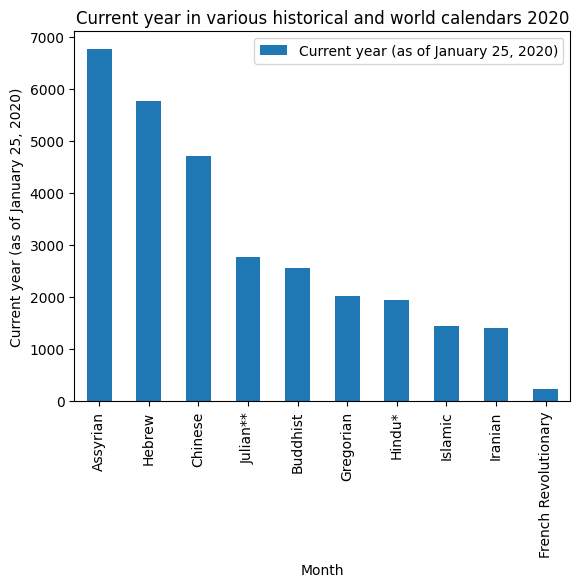 Current year in various historical and world calendars 2020
Current year (as of January 25, 2020)
Current year (as of January 25, 2020)
7000
6000
5000
4000
3000
2000
1000
0
Assyrian
Hebrew
Chinese
Julian**
Buddhist
Gregorian
Hindu*
Islamic
Iranian
French Revolutionary
Month